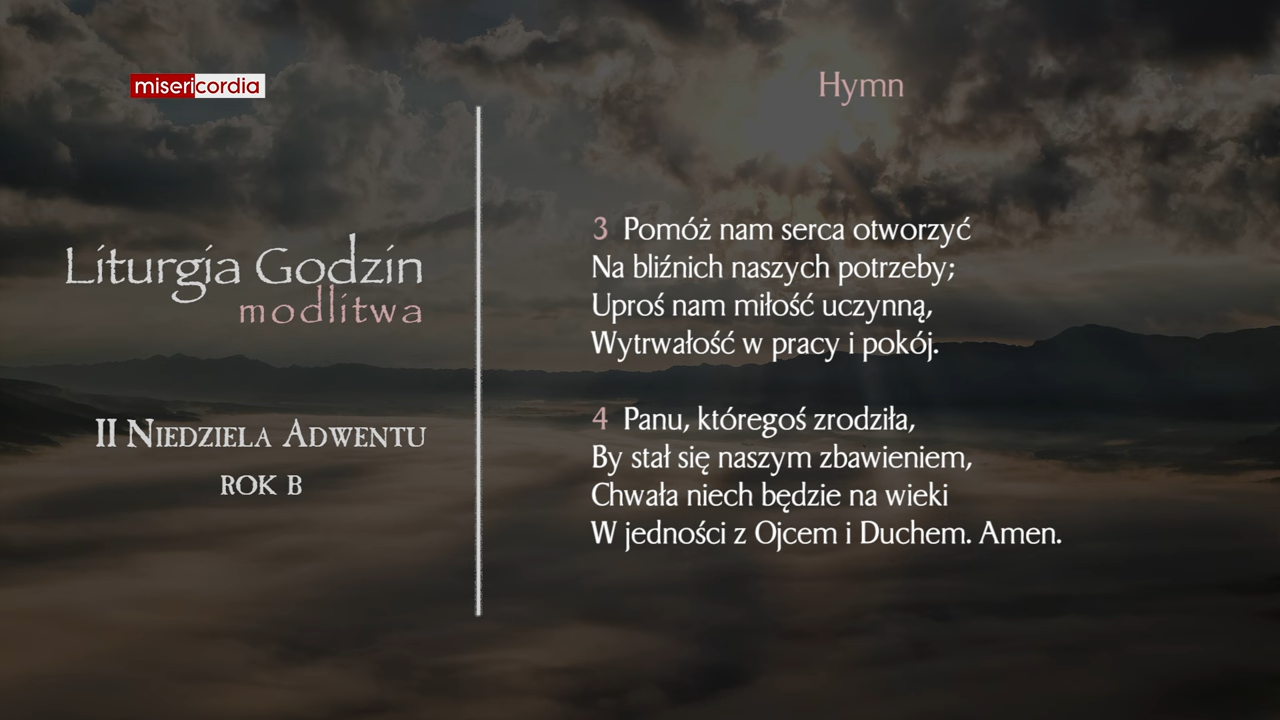 misericordia
Liturgia Godzin
modlitwa
II Niedziela Adwentu
ROK B
Hymn
3 Pomóż nam serca otworzyć
Na bliźnich naszych potrzeby;
Uproś nam miłość uczynną,
Wytrwałość w pracy i pokój.
4 Panu, któregoś zrodziła,
By stał się naszym zbawieniem,
Chwała niech będzie na wieki
W jedności z Ojcem i Duchem. Amen.